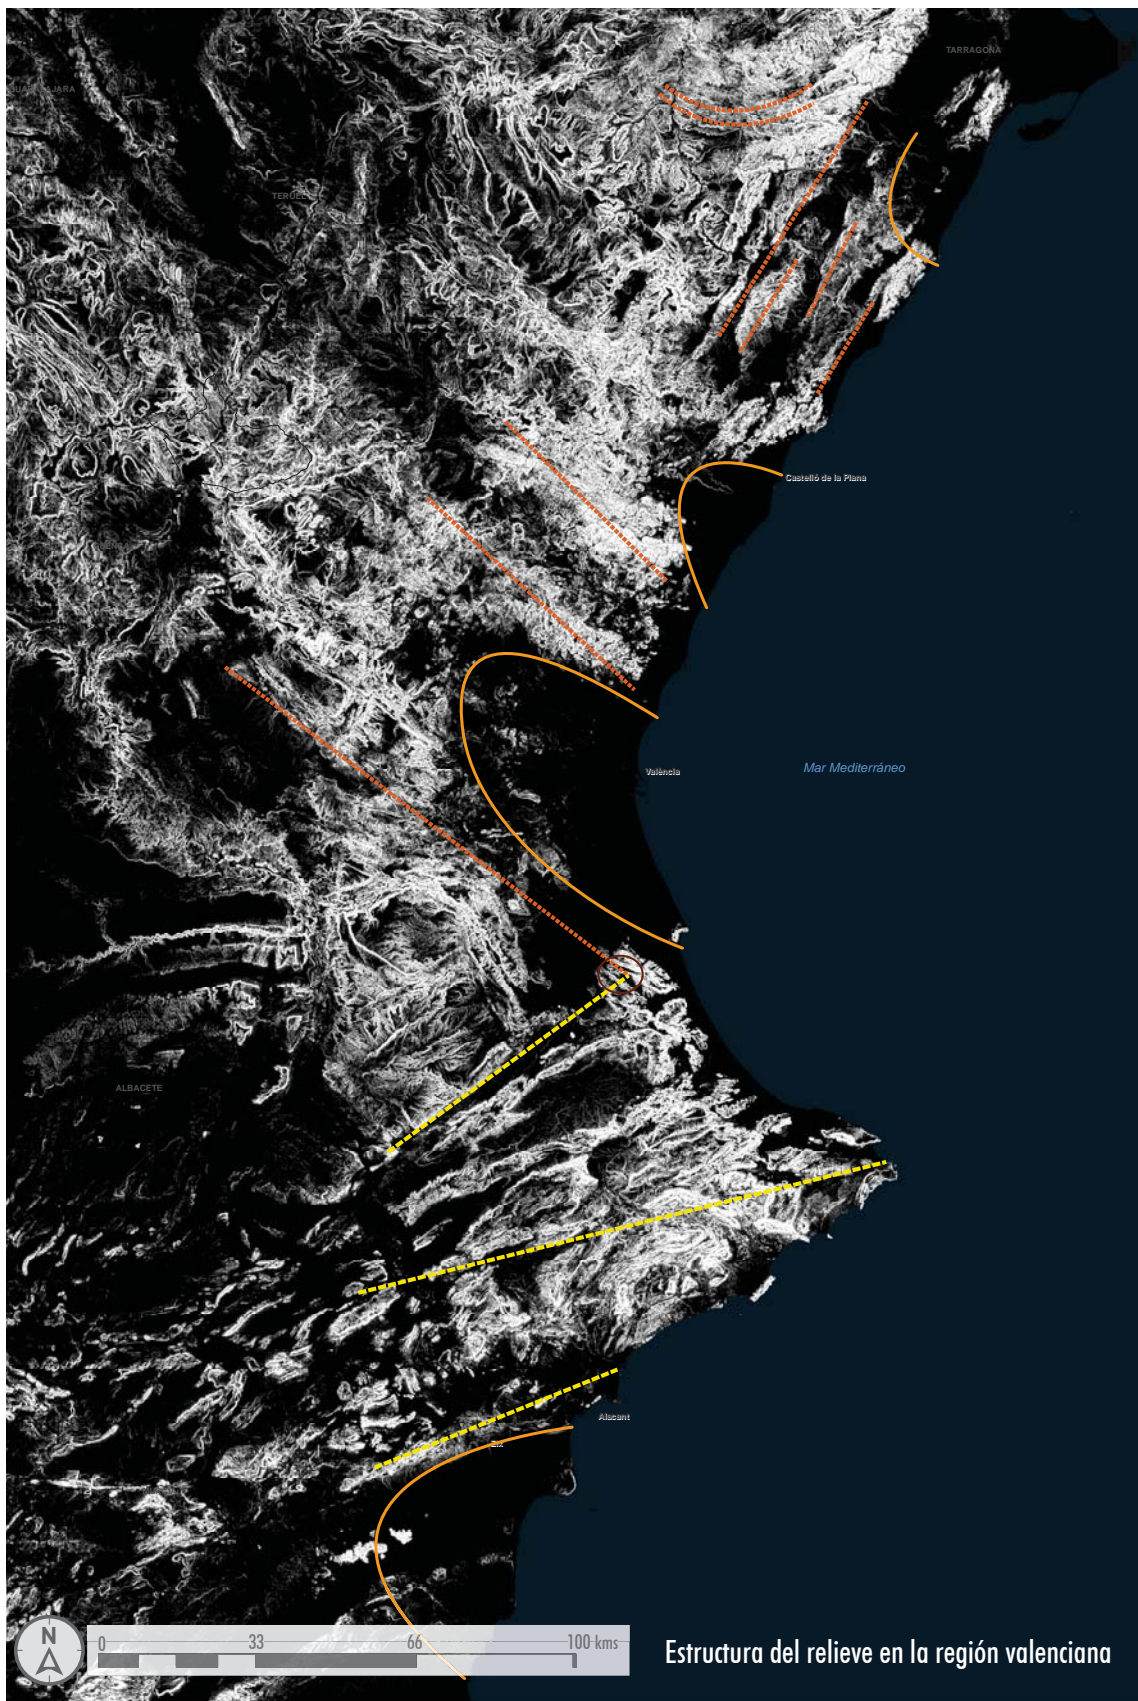 TARRAGONA
TERUEL
Castelló de la Plana
València
Mar Mediterráneo
ALBACETE
Alacant
Elx
N
0 33 66 100 kms
Estructura del relieve en la región valenciana